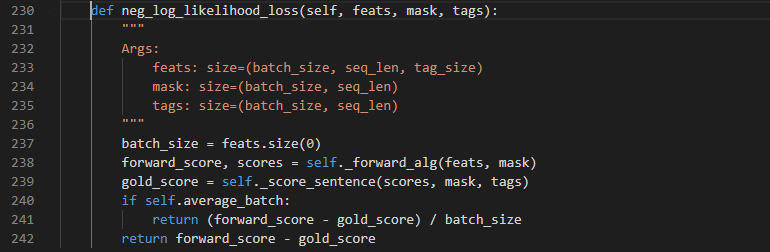 230 def neg_log_likelihood_loss(self, feats, mask, tags):
231 """
232 Args:
233 feats: size=(batch_size, seq_len, tag_size)
234 mask: size=(batch_size, seq_len)
235 tags: size=(batch_size, seq_len)
236 """
237 batch_size = feats.size(0)
238 forward_score, scores = self._forward_alg(feats, mask)
239 gold_score = self._score_sentence(scores, mask, tags)
240 if self.average_batch:
241 return (forward_score - gold_score) / batch_size
242 return forward_score - gold_score